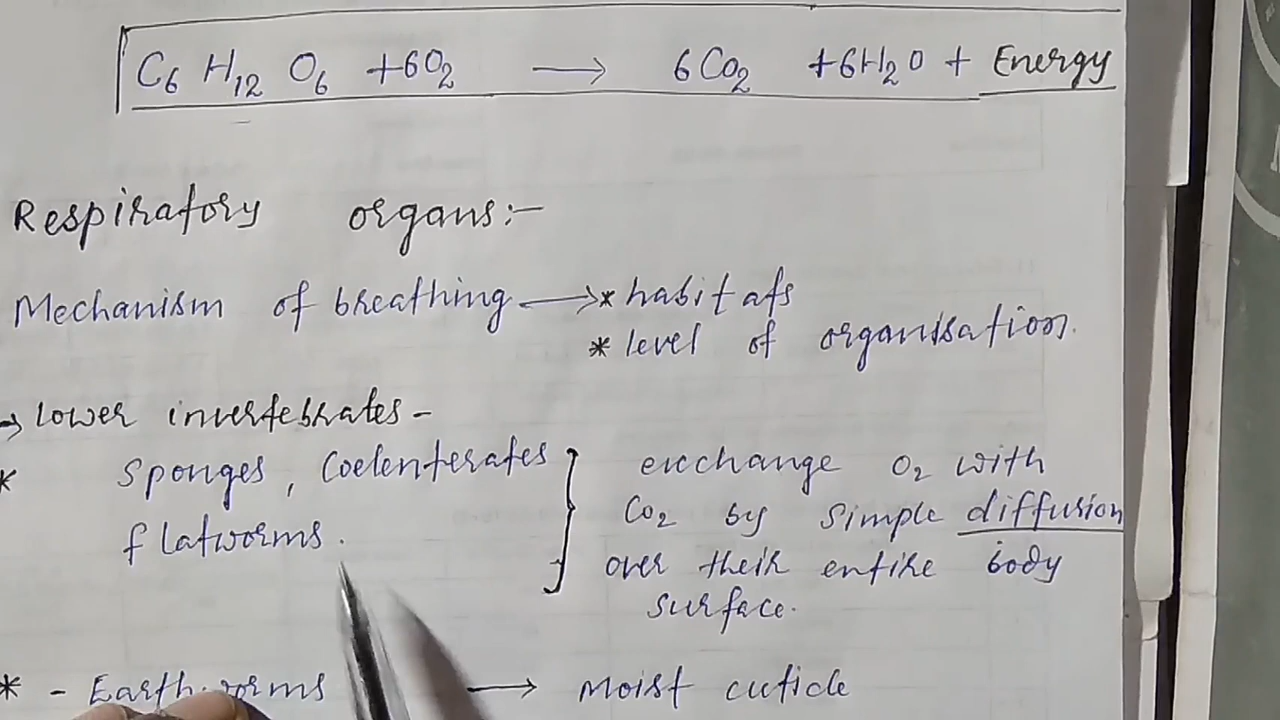 C6 H12 O6 +6O2 → 6Co2 +6H2O + Energy
Respiratory organs:-
Mechanism of breathing → * habitats
* level of organisation.
→ Lower invertebrates -
* Sponges, Coelenterates
flatworms.
exchange O2 with
Co2 by simple diffusion
over their entire body
surface.
* - Earthworms → Moist cuticle